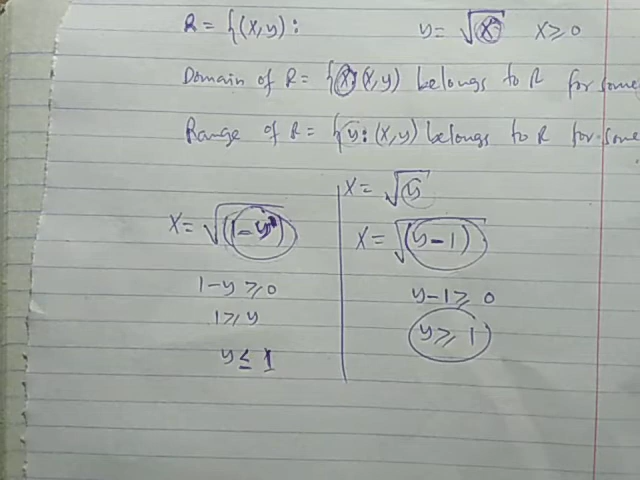 R = {(x,y) : y = √x x ≥ 0
Domain of R = {x: (x,y) belongs to R for some
Range of R = {y: (x,y) belongs to R for some
x = √y
x = √(1-y)
x = √(y-1)
1-y ≥ 0
y-1 ≥ 0
1 ≥ y
y ≥ 1
y ≤ 1